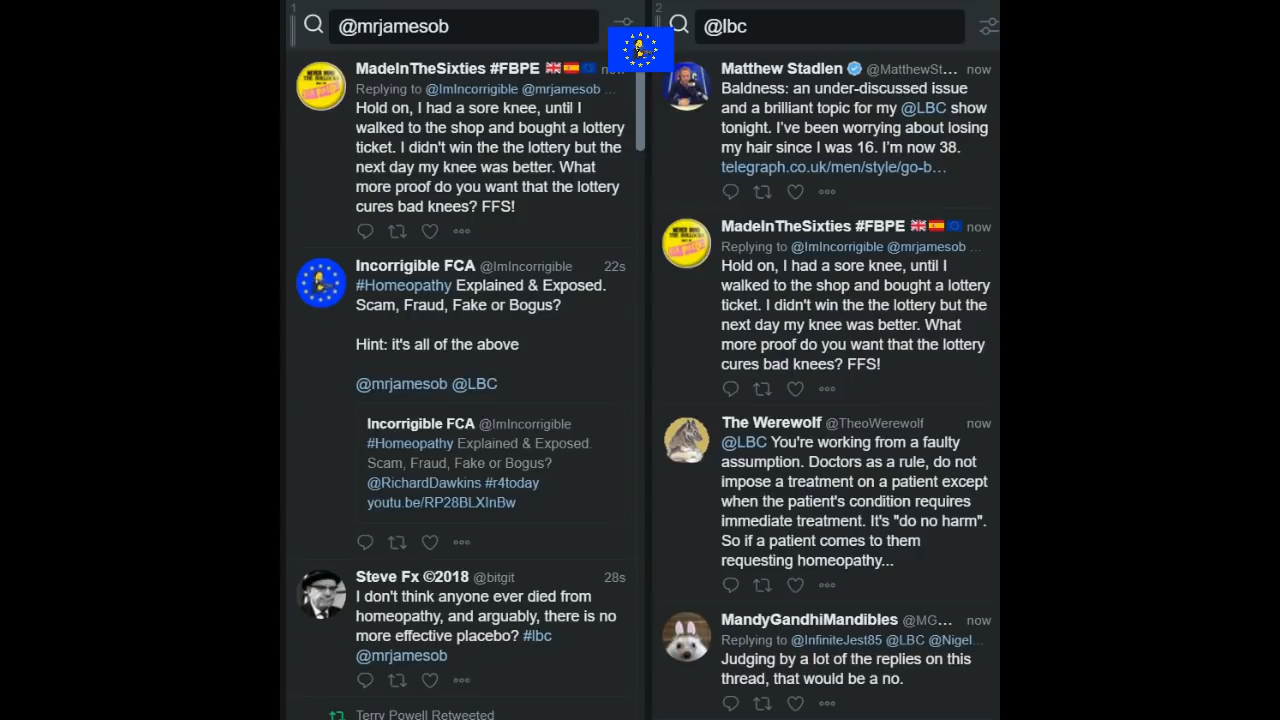 1
@mrjamesob
MadeInTheSixties #FBPE
Replying to @ImIncorrigible @mrjamesob ...
Hold on, I had a sore knee, until I
walked to the shop and bought a lottery
ticket. I didn't win the the lottery but the
next day my knee was better. What
more proof do you want that the lottery
cures bad knees? FFS!
Incorrigible FCA @ImIncorrigible 22s
#Homeopathy Explained & Exposed.
Scam, Fraud, Fake or Bogus?
Hint: it's all of the above
@mrjamesob @LBC
Incorrigible FCA @ImIncorrigible
#Homeopathy Explained & Exposed.
Scam, Fraud, Fake or Bogus?
@RichardDawkins #r4today
youtu.be/RP28BLXInBw
Steve Fx ©2018 @bitgit 28s
I don't think anyone ever died from
homeopathy, and arguably, there is no
more effective placebo? #lbc
@mrjamesob
Terry Powell Retweeted
2
@lbc
Matthew Stadlen @MatthewSt... now
Baldness: an under-discussed issue
and a brilliant topic for my @LBC show
tonight. I've been worrying about losing
my hair since I was 16. I'm now 38.
telegraph.co.uk/men/style/go-b…
MadeInTheSixties #FBPE now
Replying to @ImIncorrigible @mrjamesob ...
Hold on, I had a sore knee, until I
walked to the shop and bought a lottery
ticket. I didn't win the the lottery but the
next day my knee was better. What
more proof do you want that the lottery
cures bad knees? FFS!
The Werewolf @TheoWerewolf now
@LBC You're working from a faulty
assumption. Doctors as a rule, do not
impose a treatment on a patient except
when the patient's condition requires
immediate treatment. It's "do no harm".
So if a patient comes to them
requesting homeopathy...
MandyGandhiMandibles @MG... now
Replying to @InfiniteJest85 @LBC @Nigel...
Judging by a lot of the replies on this
thread, that would be a no.